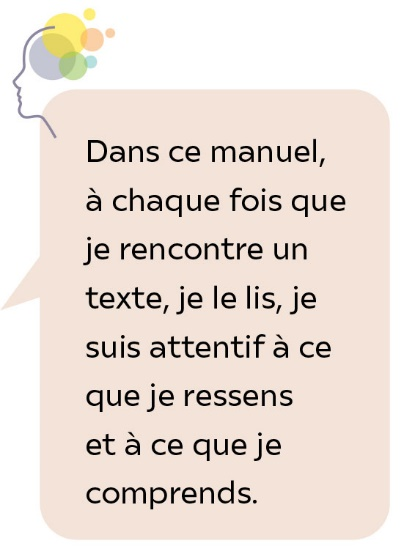 Dans ce manuel,
à chaque fois que
je rencontre un
texte, je le lis, je
suis attentif à ce
que je ressens
et à ce que je
comprends.